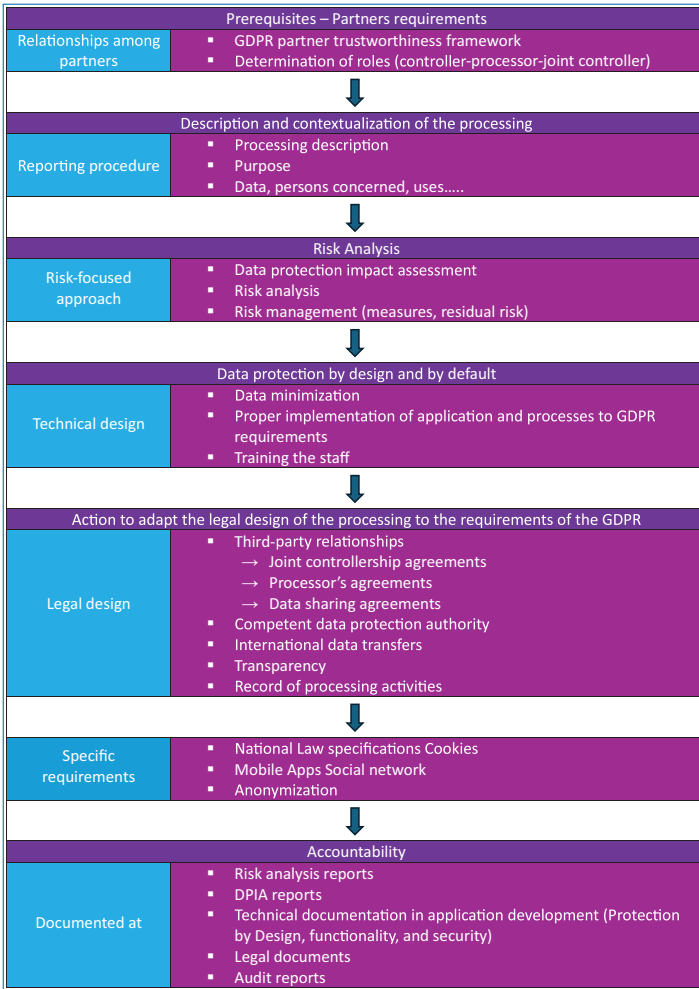 Prerequisites – Partners requirements
Relationships among
partners
▪ GDPR partner trustworthiness framework
▪ Determination of roles (controller-processor-joint controller)
Description and contextualization of the processing
Reporting procedure
▪ Processing description
▪ Purpose
▪ Data, persons concerned, uses.....
Risk Analysis
Risk-focused
approach
▪ Data protection impact assessment
▪ Risk analysis
▪ Risk management (measures, residual risk)
Data protection by design and by default
Technical design
▪ Data minimization
▪ Proper implementation of application and processes to GDPR
requirements
▪ Training the staff
Action to adapt the legal design of the processing to the requirements of the GDPR
Legal design
▪ Third-party relationships
→ Joint controllership agreements
→ Processor’s agreements
→ Data sharing agreements
▪ Competent data protection authority
▪ International data transfers
▪ Transparency
▪ Record of processing activities
Specific
requirements
▪ National Law specifications Cookies
▪ Mobile Apps Social network
▪ Anonymization
Accountability
Documented at
▪ Risk analysis reports
▪ DPIA reports
▪ Technical documentation in application development (Protection
by Design, functionality, and security)
▪ Legal documents
▪ Audit reports